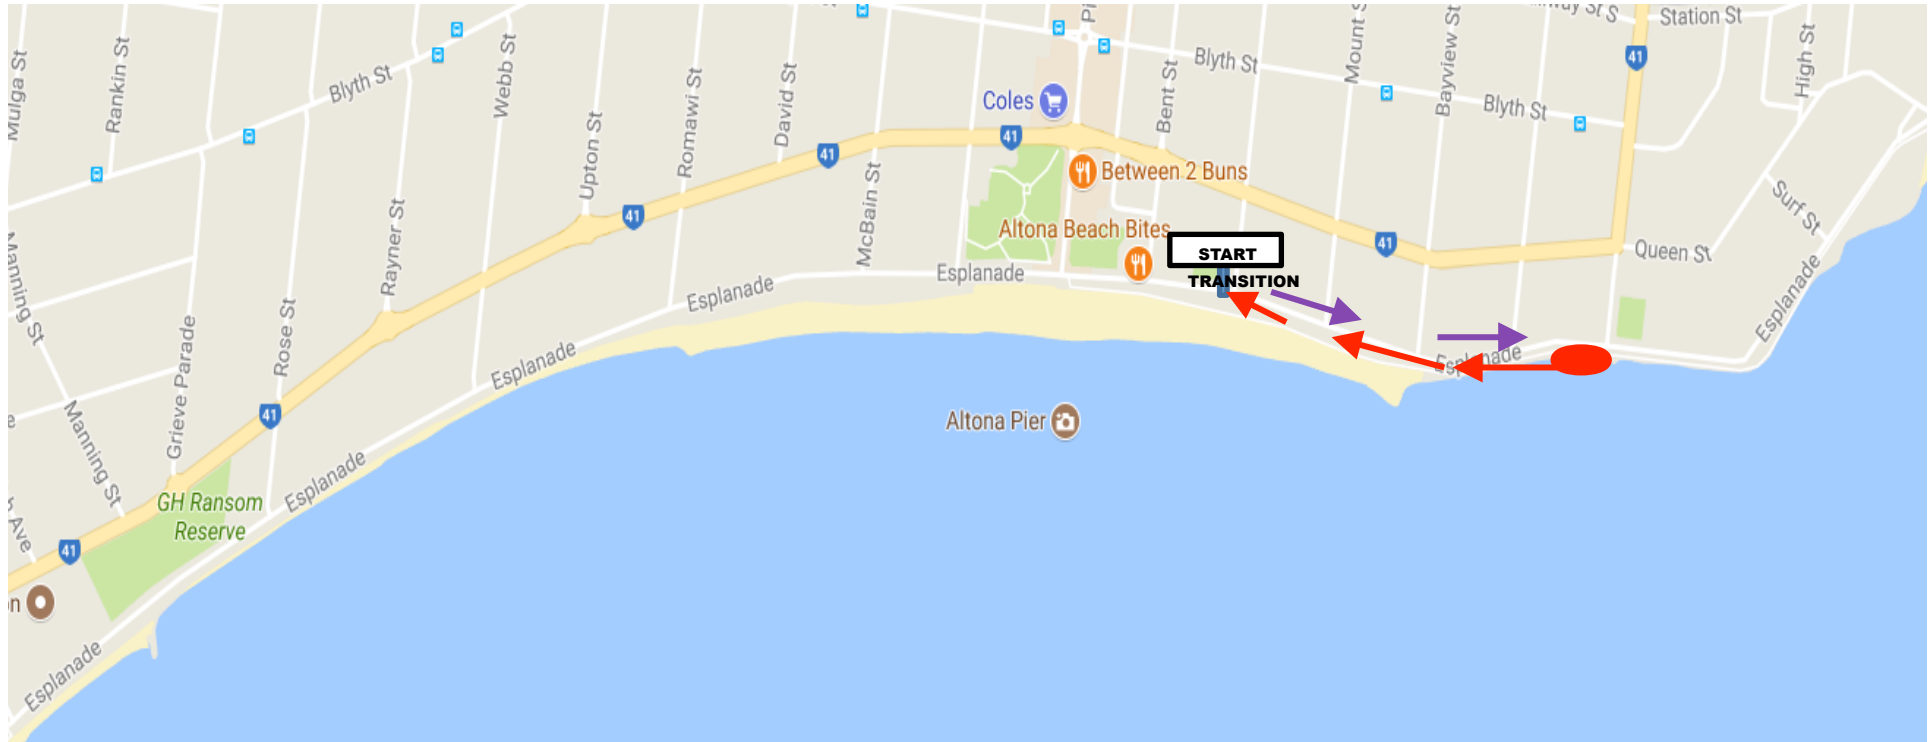 Station St
Mulga St
Rankin St
Blyth St
Webb St
Romawi St
David St
Bent St
Blyth St
Mount S
Bayview St
Blyth St
41
High St
Coles
41
41
Upton St
McBain St
Between 2 Buns
Surf St
41
Rayner St
Altona Beach Bites
START
41
Queen St
Manning St
Esplanade
TRANSITION
Esplanade
Esplanade
Rose St
Esplanade
Esplanade
Grieve Parade
41
Altona Pier
Manning St
Esplanade
GH Ransom
Reserve
Ave
41
Esplanade